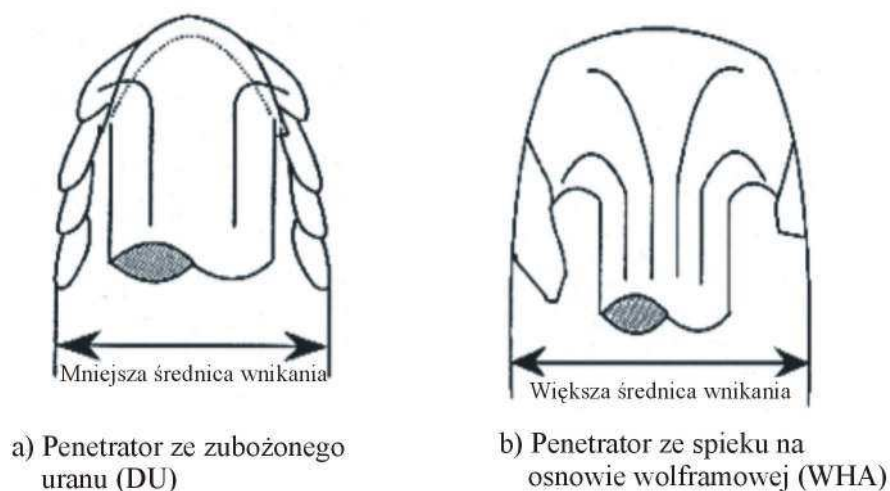 Mniejsza średnica wnikania
Większa średnica wnikania
a) Penetrator ze zubożonego
uranu (DU)
b) Penetrator ze spieku na
osnowie wolframowej (WHA)